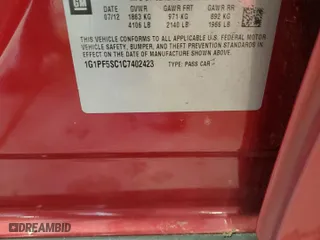 GM DATE GVWR GAWR FRT GAWR RR
07/12 1863 KG 971 KG 892 KG
4106 LB 2140 LB 1966 LB
THIS VEHICLE CONFORMS TO ALL APPLICABLE U.S. FEDERAL MOTOR
VEHICLE SAFETY, BUMPER, AND THEFT PREVENTION STANDARDS IN
EFFECT ON THE DATE OF MANUFACTURE SHOWN ABOVE.
1G1PF5SC1C7402423 TYPE: PASS CAR
DREAMBID